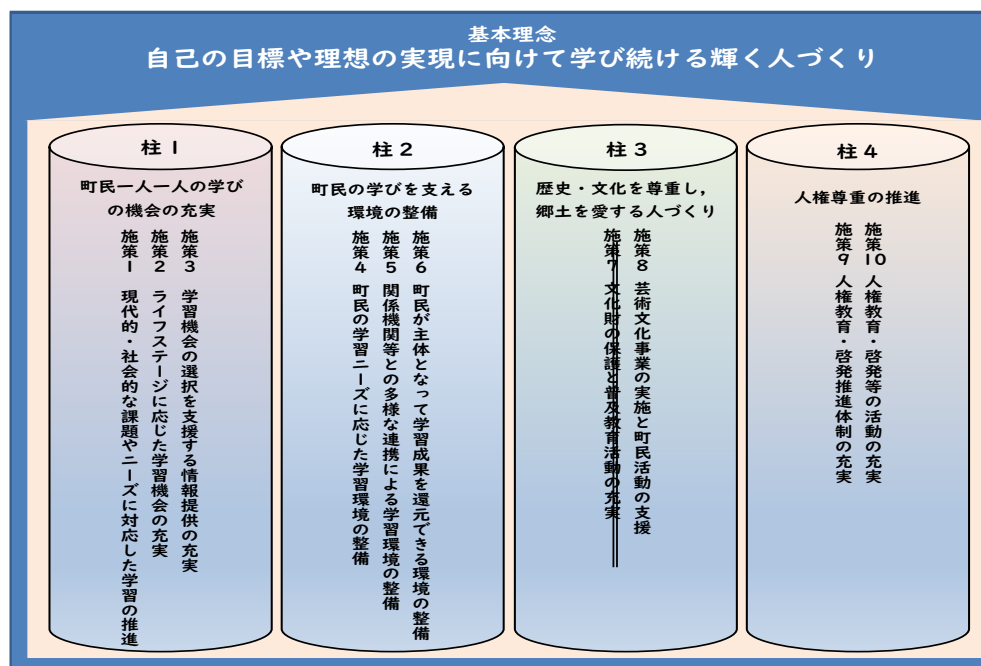 基本理念
自己の目標や理想の実現に向けて学び続ける輝く人づくり
柱1
町民一人一人の学び
の機会の充実
施策1 現代的・社会的な課題やニーズに対応した学習の推進
施策2 ライフステージに応じた学習機会の充実
施策3 学習機会の選択を支援する情報提供の充実
柱2
町民の学びを支える
環境の整備
施策4 町民の学習ニーズに応じた学習環境の整備
施策5 関係機関等との多様な連携による学習環境の整備
施策6 町民が主体となって学習成果を還元できる環境の整備
柱3
歴史・文化を尊重し,
郷土を愛する人づくり
施策7 文化財の保護と普及教育活動の充実
施策8 芸術文化事業の実施と町民活動の支援
柱4
人権尊重の推進
施策9 人権教育・啓発推進体制の充実
施策10 人権教育・啓発等の活動の充実